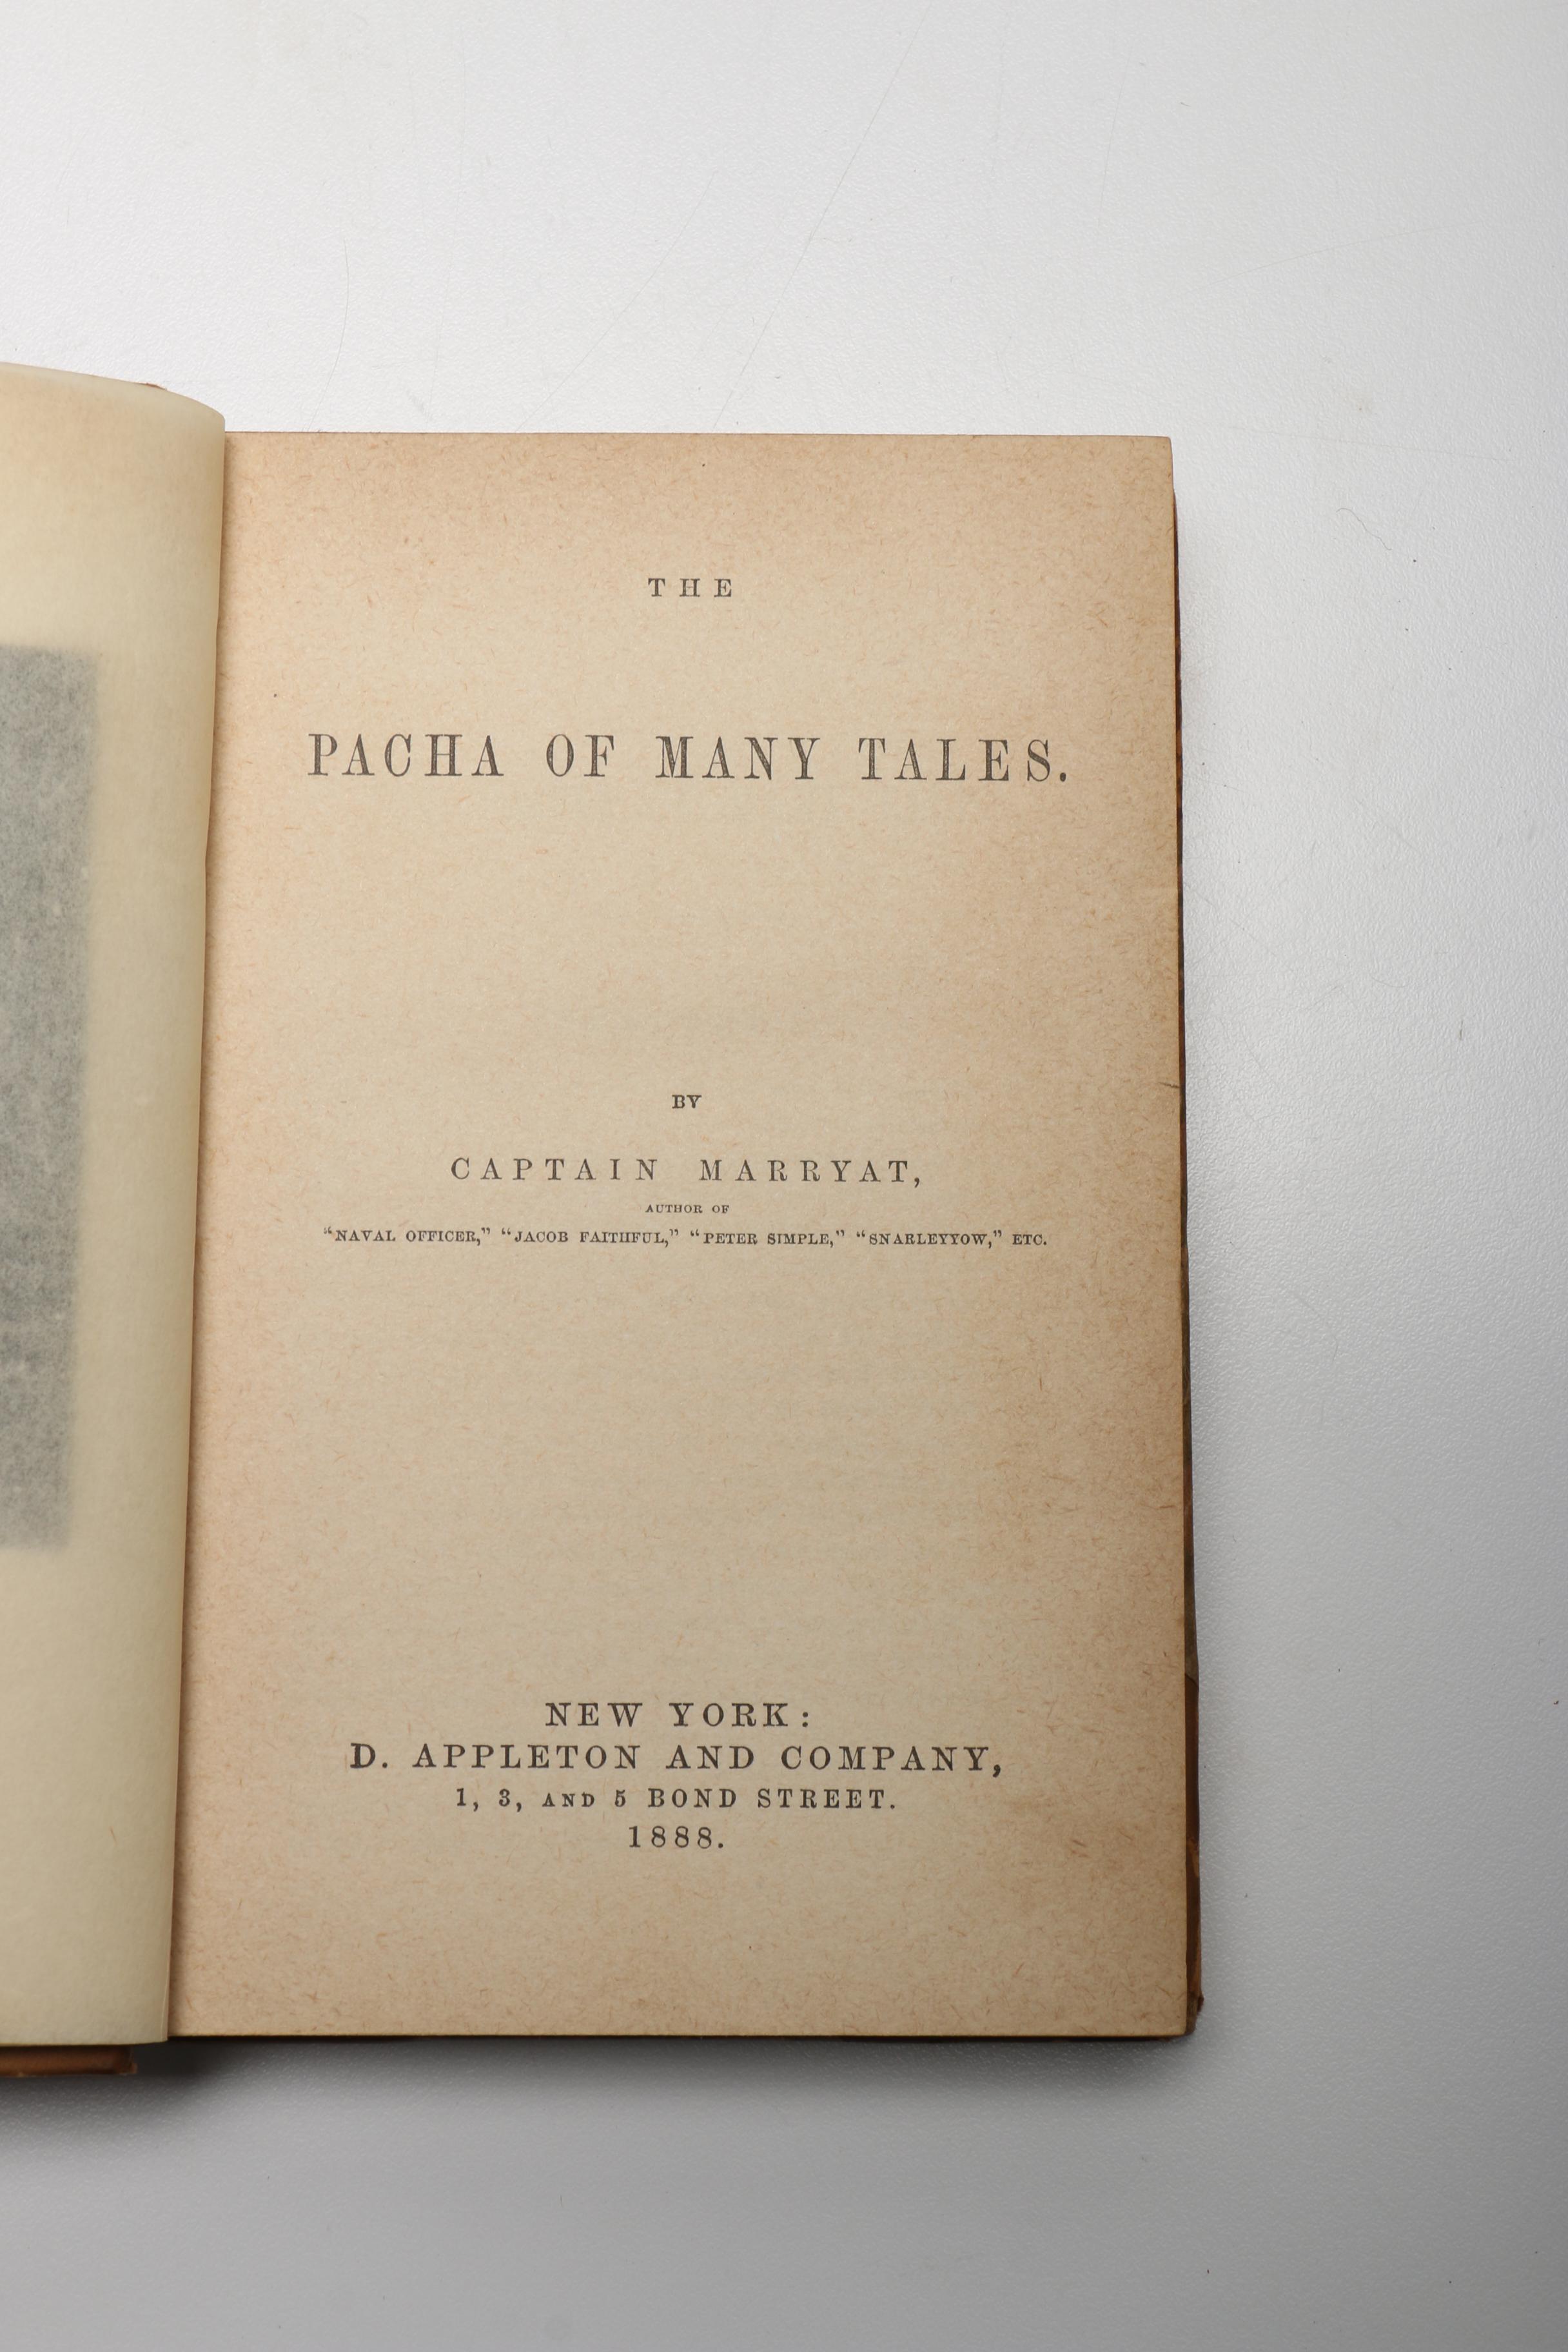 THE
PACHA OF MANY TALES.
BY
CAPTAIN MARRYAT,
AUTHOR OF
“NAVAL OFFICER,” “JACOB FAITHFUL,” “PETER SIMPLE,” “SNARLEYYOW,” ETC.
NEW YORK:
D. APPLETON AND COMPANY,
1, 3, AND 5 BOND STREET.
1888.